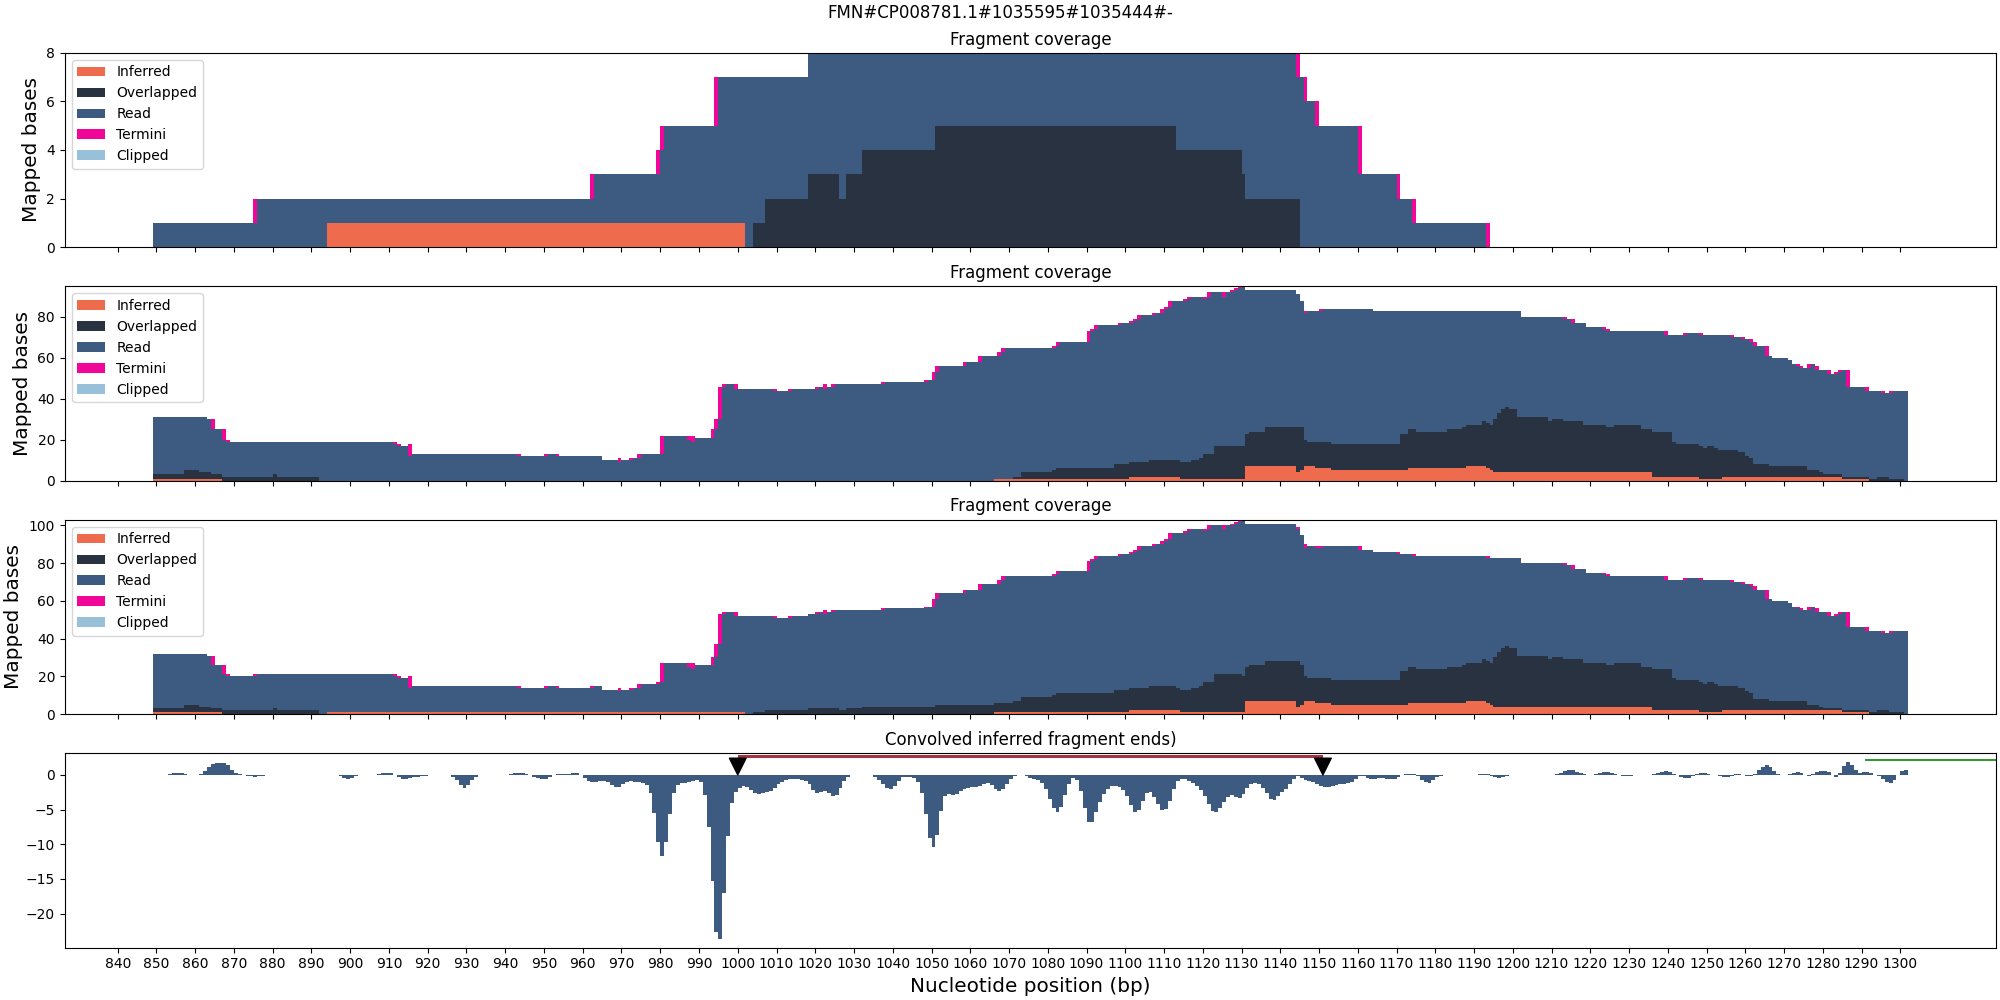 FMN#CP008781.1#1035595#1035444#-
Fragment coverage
Mapped bases
8
6
4
2
0
Inferred
Overlapped
Read
Termini
Clipped
Fragment coverage
Mapped bases
80
60
40
20
0
Inferred
Overlapped
Read
Termini
Clipped
Fragment coverage
Mapped bases
100
80
60
40
20
0
Inferred
Overlapped
Read
Termini
Clipped
Convolved inferred fragment ends)
0
−5
−10
−15
−20
840 850 860 870 880 890 900 910 920 930 940 950 960 970 980 990 1000 1010 1020 1030 1040 1050 1060 1070 1080 1090 1100 1110 1120 1130 1140 1150 1160 1170 1180 1190 1200 1210 1220 1230 1240 1250 1260 1270 1280 1290 1300
Nucleotide position (bp)